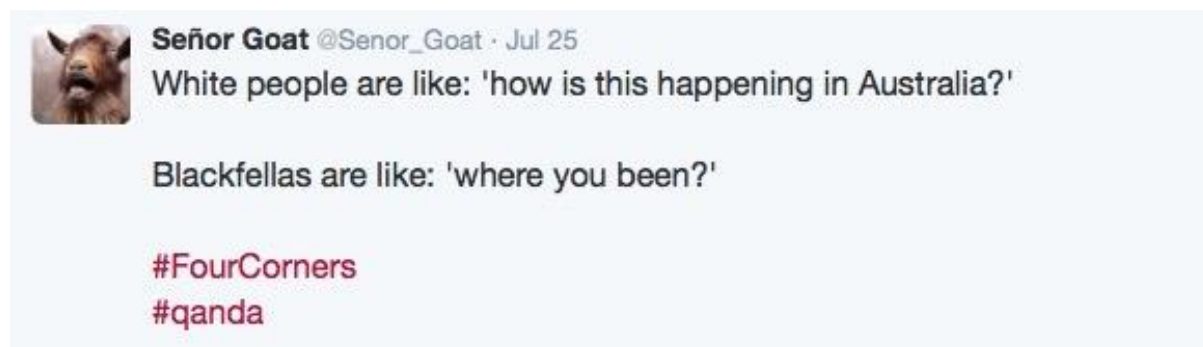 Señor Goat @Senor_Goat · Jul 25
White people are like: 'how is this happening in Australia?'
Blackfellas are like: 'where you been?'
#FourCorners
#qanda